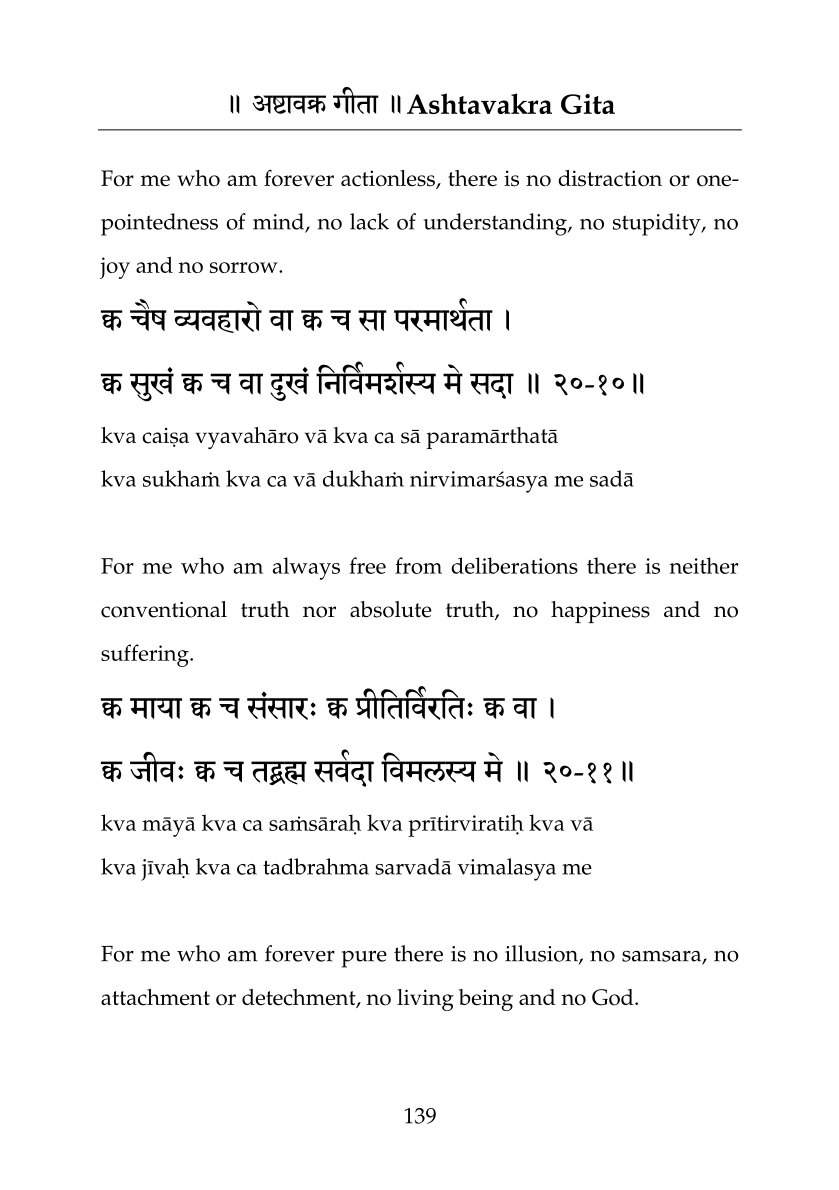 ॥ अष्टावक्र गीता ॥ Ashtavakra Gita
For me who am forever actionless, there is no distraction or one-
pointedness of mind, no lack of understanding, no stupidity, no
joy and no sorrow.
क्व चैष व्यवहारो वा क्व च सा परमार्थता ।
क्व सुखं क्व च वा दुखं निर्विमर्शस्य मे सदा ॥ २०-१०॥
kva caiṣa vyavahāro vā kva ca sā paramārthatā
kva sukhaṁ kva ca vā dukhaṁ nirvimarśasya me sadā
For me who am always free from deliberations there is neither
conventional truth nor absolute truth, no happiness and no
suffering.
क्व माया क्व च संसारः क्व प्रीतिर्विरतिः क्व वा ।
क्व जीवः क्व च तद्ब्रह्म सर्वदा विमलस्य मे ॥ २०-११॥
kva māyā kva ca saṁsāraḥ kva prītirviratiḥ kva vā
kva jīvaḥ kva ca tadbrahma sarvadā vimalasya me
For me who am forever pure there is no illusion, no samsara, no
attachment or detechment, no living being and no God.
139